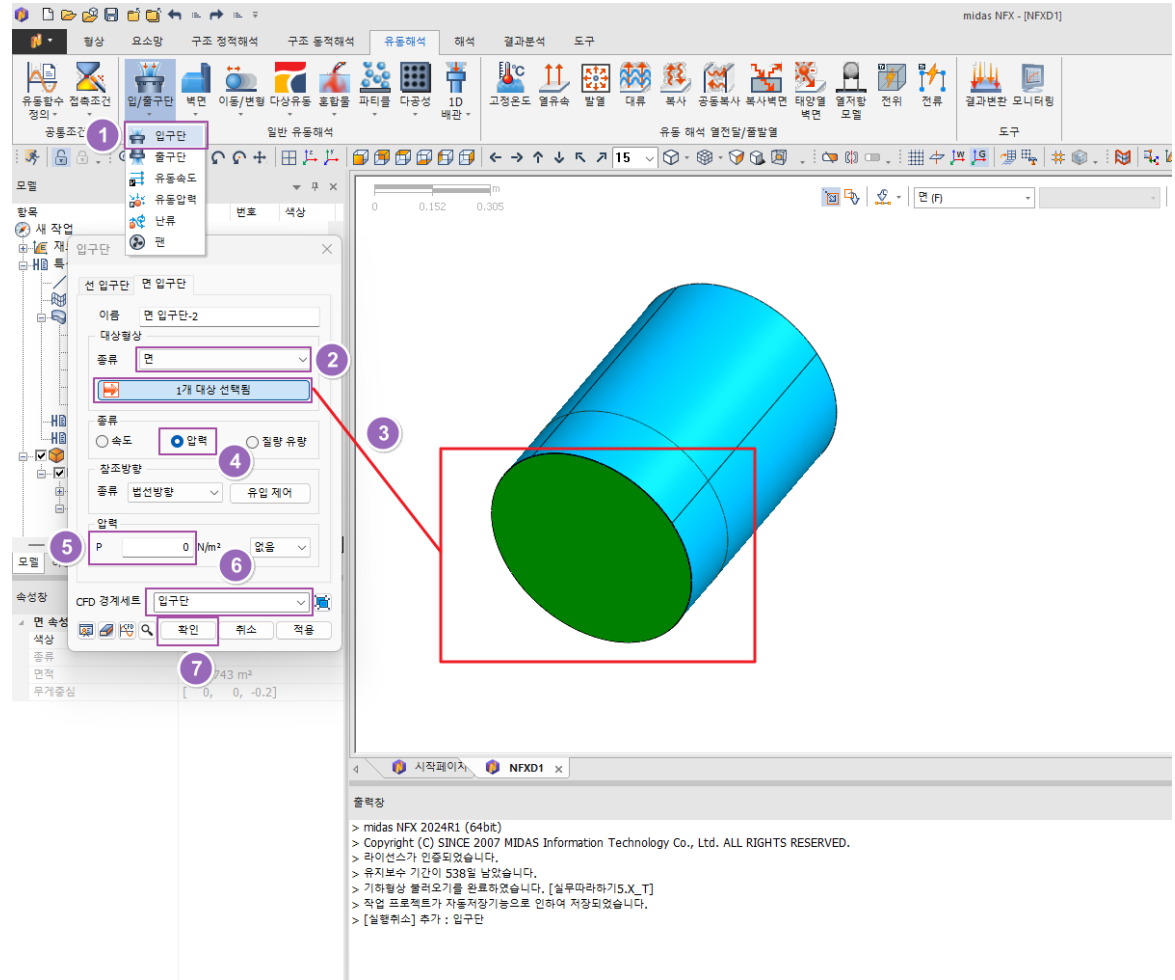 midas NFX - [NFXD1]
형상 요소망 구조 정적해석 구조 동적해석 유동해석 해석 결과분석 도구
유동함수 정의 접촉조건 입/출구단 벽면 이동/변형 다상유동 혼합물 파티클 다공성 1D 배관 고정온도 열유속 발열 대류 복사 공동복사 복사벽면 태양열 벽면 열저항 모델 전위 전류 결과변환 모니터링
공통조건 일반 유동해석 유동 해석 열전달/줄발열 도구
1
입구단
출구단
유동속도
유동압력
난류
팬
15
모델
항목 번호 색상
새 작업
면 (F)
m
0 0.152 0.305
입구단
선 입구단 면 입구단
이름 면 입구단-2
대상형상
종류 면
2
1개 대상 선택됨
3
종류
속도 압력 질량 유량
4
참조방향
종류 법선방향 유입 제어
압력
5
P 0 N/m² 없음
6
CFD 경계세트 입구단
확인 취소 적용
7
모델
속성창
면 속성
색상
종류
면적 743 m²
무게중심 [ 0, 0, -0.2]
시작페이지 NFXD1
출력창
> midas NFX 2024R1 (64bit)
> Copyright (C) SINCE 2007 MIDAS Information Technology Co., Ltd. ALL RIGHTS RESERVED.
> 라이선스가 인증되었습니다.
> 유지보수 기간이 538일 남았습니다.
> 기하형상 불러오기를 완료하였습니다. [실무따라하기5.X_T]
> 작업 프로젝트가 자동저장기능으로 인하여 저장되었습니다.
> [실행취소] 추가 : 입구단